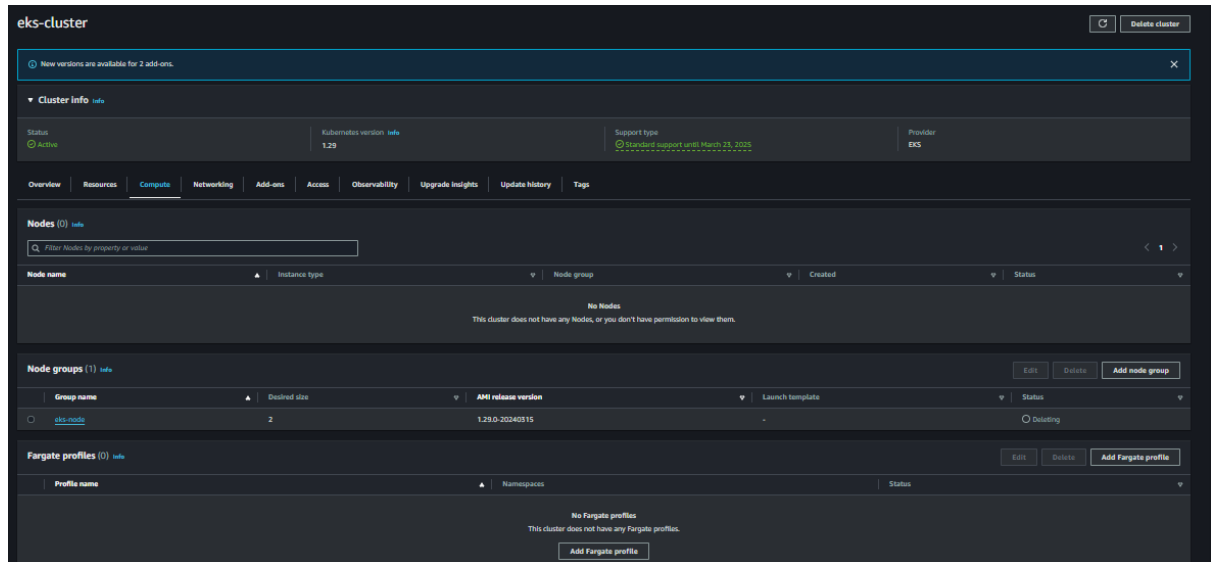 eks-cluster
Delete cluster
New versions are available for 2 add-ons.
Cluster info Info
Status Kubernetes version Info Support type Provider
Active 1.29 Standard support until March 23, 2025 EKS
Overview Resources Compute Networking Add-ons Access Observability Upgrade insights Update history Tags
Nodes (0) Info
Filter Nodes by property or value
1
Node name Instance type Node group Created Status
No Nodes
This cluster does not have any Nodes, or you don't have permission to view them.
Node groups (1) Info
Edit Delete Add node group
Group name Desired size AMI release version Launch template Status
eks-node 2 1.29.0-20240315 - Deleting
Fargate profiles (0) Info
Edit Delete Add Fargate profile
Profile name Namespaces Status
No Fargate profiles
This cluster does not have any Fargate profiles.
Add Fargate profile